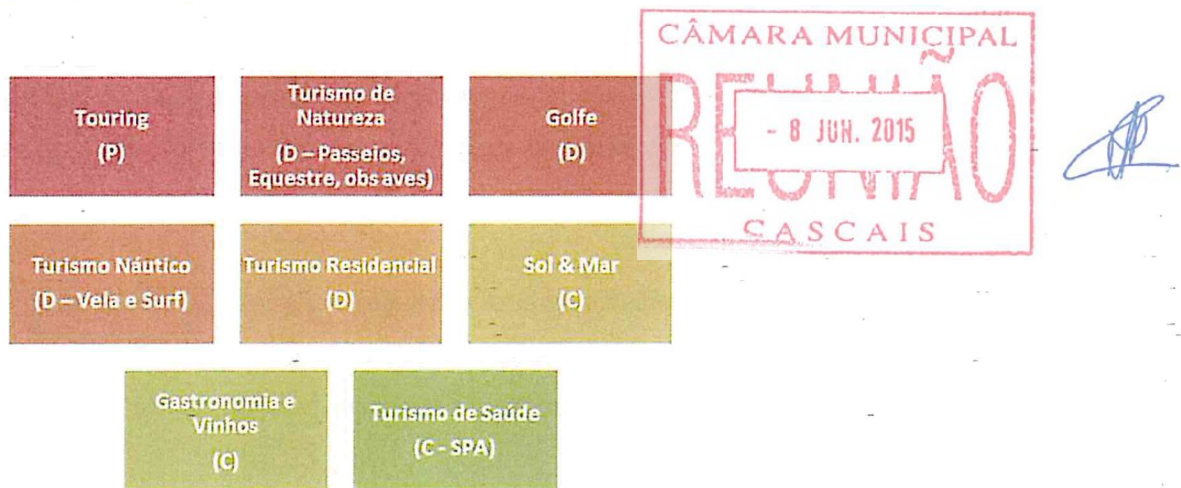 Touring
(P)
Turismo de
Natureza
(D – Passeios,
Equestre, obs aves)
Golfe
(D)
CÂMARA MUNICIPAL
REUNIÃO
- 8 JUN. 2015
CASCAIS
Turismo Náutico
(D – Vela e Surf)
Turismo Residencial
(D)
Sol & Mar
(C)
Gastronomia e
Vinhos
(C)
Turismo de Saúde
(C - SPA)